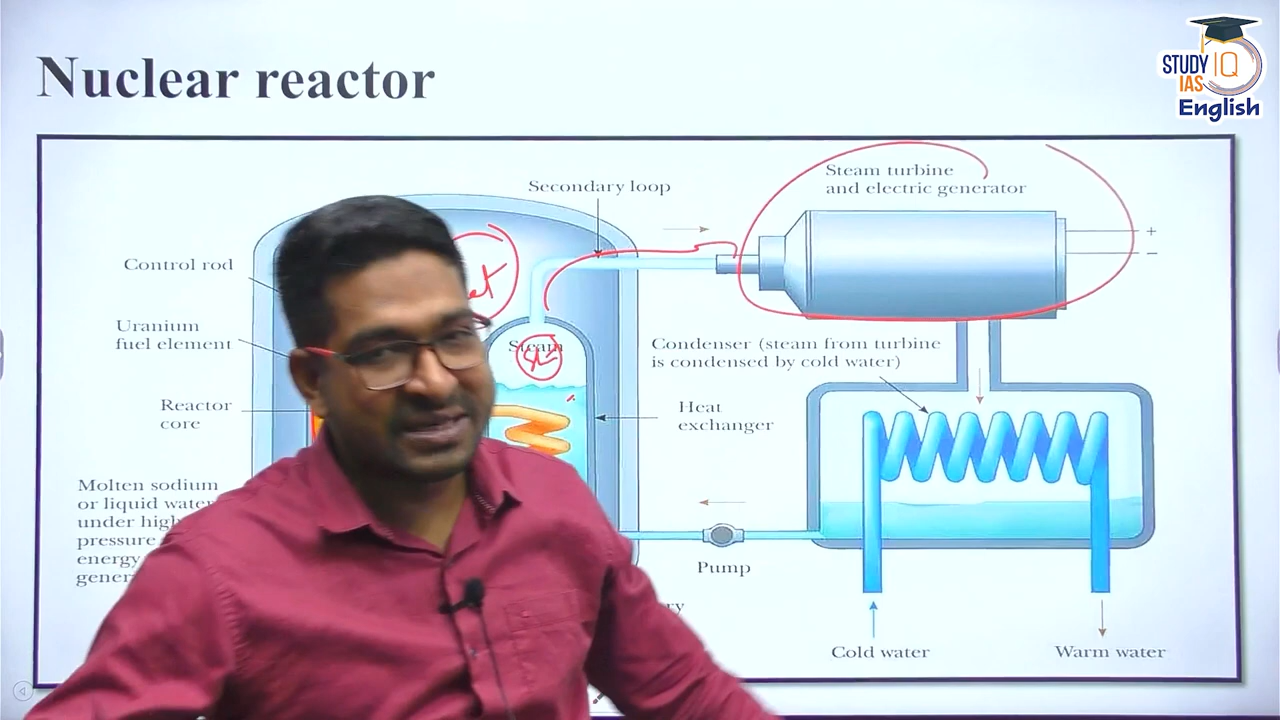 Nuclear reactor
STUDY IQ
IAS
English
Secondary loop
Steam turbine
and electric generator
+
−
Control rod
Uranium
fuel element
Steam
Condenser (steam from turbine
is condensed by cold water)
Reactor
core
Heat
exchanger
Molten sodium
or liquid water
under high
pressure
energy
Pump
Cold water
Warm water